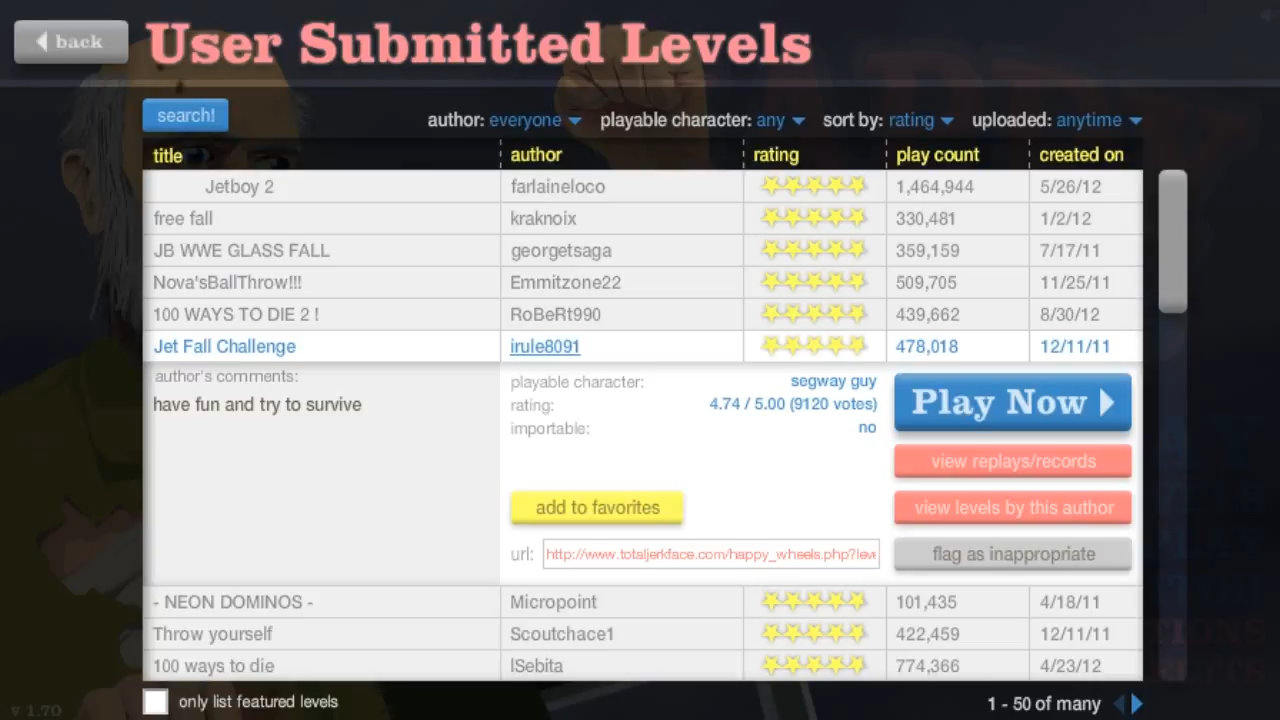 back
User Submitted Levels
search!
author: everyone playable character: any sort by: rating uploaded: anytime
title author rating play count created on
Jetboy 2 farlaineloco 1,464,944 5/26/12
free fall kraknoix 330,481 1/2/12
JB WWE GLASS FALL georgetsaga 359,159 7/17/11
Nova'sBallThrow!!! Emmitzone22 509,705 11/25/11
100 WAYS TO DIE 2 ! RoBeRt990 439,662 8/30/12
Jet Fall Challenge irule8091 478,018 12/11/11
author's comments:
have fun and try to survive
playable character: segway guy
rating: 4.74 / 5.00 (9120 votes)
importable: no
add to favorites
url: http://www.totaljerkface.com/happy_wheels.php?leve
Play Now
view replays/records
view levels by this author
flag as inappropriate
- NEON DOMINOS - Micropoint 101,435 4/18/11
Throw yourself Scoutchace1 422,459 12/11/11
100 ways to die lSebita 774,366 4/23/12
only list featured levels
1 - 50 of many
v 1.70